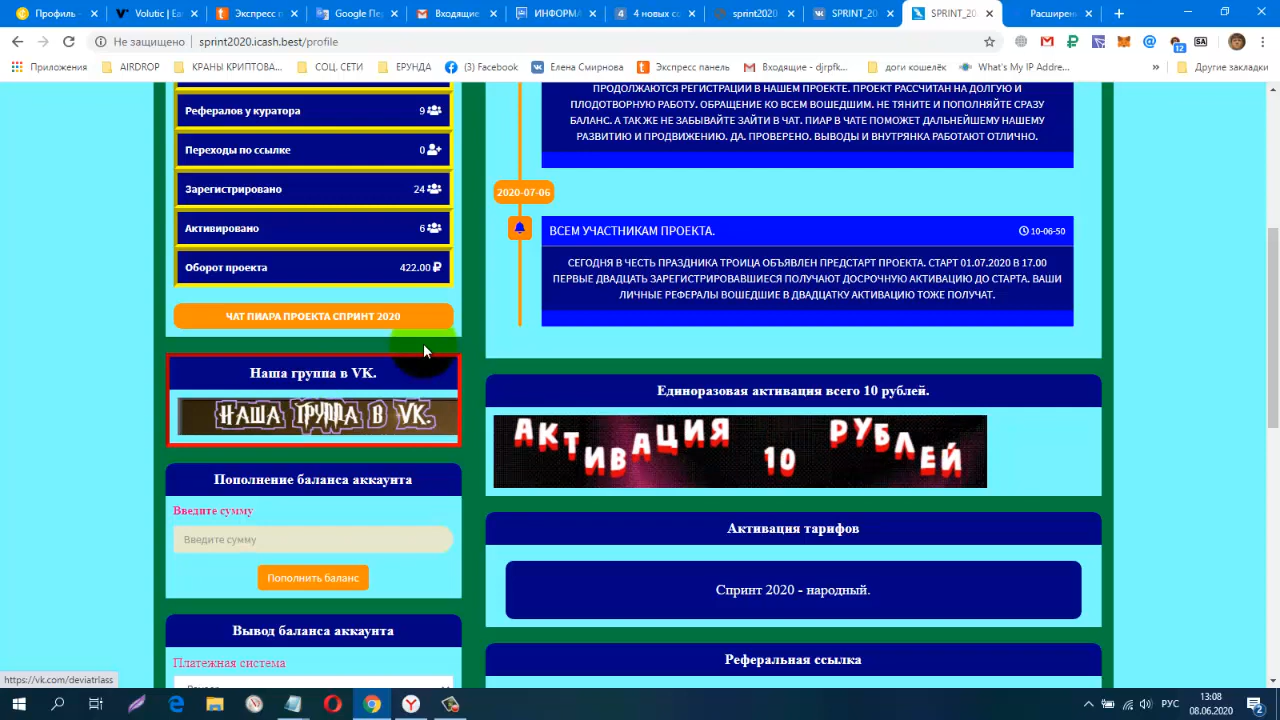 Профиль -
Volutic | Е
Экспресс п
Баланс Пер
Входящие
ИНФОРМА
4 новых со
sprint2020
SPRINT_20
SPRINT_20
Расширен
Не защищено
sprint2020.icash.best/profile
12
Приложения
AIRDROP
КРАНЫ КРИПТОВА...
СОЦ. СЕТИ
ЕРУНДА
(3) Facebook
Елена Смирнова
Экспресс панель
Входящие - djrpfk...
доги кошелёк
What's My IP Addre...
»
Другие закладки
Рефералов у куратора 9
Переходы по ссылке 0
Зарегистрировано 24
Активировано 6
Оборот проекта 422.00 ₽
ЧАТ ПИАРА ПРОЕКТА СПРИНТ 2020
Наша группа в VK.
НАША ГРУППА В VK.
Пополнение баланса аккаунта
Введите сумму
Введите сумму
Пополнить баланс
Вывод баланса аккаунта
Платежная система
ПРОДОЛЖАЮТСЯ РЕГИСТРАЦИИ В НАШЕМ ПРОЕКТЕ. ПРОЕКТ РАССЧИТАН НА ДОЛГУЮ И
ПЛОДОТВОРНУЮ РАБОТУ. ОБРАЩЕНИЕ КО ВСЕМ ВОШЕДШИМ. НЕ ТЯНИТЕ И ПОПОЛНЯЙТЕ СРАЗУ
БАЛАНС. А ТАК ЖЕ НЕ ЗАБЫВАЙТЕ ЗАЙТИ В ЧАТ. ПИАР В ЧАТЕ ПОМОЖЕТ ДАЛЬНЕЙШЕМУ НАШЕМУ
РАЗВИТИЮ И ПРОДВИЖЕНИЮ. ДА. ПРОВЕРЕНО. ВЫВОДЫ И ВНУТРЯНКА РАБОТАЮТ ОТЛИЧНО.
2020-07-06
ВСЕМ УЧАСТНИКАМ ПРОЕКТА. 10-06-50
СЕГОДНЯ В ЧЕСТЬ ПРАЗДНИКА ТРОИЦА ОБЪЯВЛЕН ПРЕДСТАРТ ПРОЕКТА. СТАРТ 01.07.2020 В 17.00
ПЕРВЫЕ ДВАДЦАТЬ ЗАРЕГИСТРИРОВАВШИЕСЯ ПОЛУЧАЮТ ДОСРОЧНУЮ АКТИВАЦИЮ ДО СТАРТА. ВАШИ
ЛИЧНЫЕ РЕФЕРАЛЫ ВОШЕДШИЕ В ДВАДЦАТКУ АКТИВАЦИЮ ТОЖЕ ПОЛУЧАТ.
Единоразовая активация всего 10 рублей.
АКТИВАЦИЯ 10 РУБЛЕЙ
Активация тарифов
Спринт 2020 - народный.
Реферальная ссылка
https://vk.com/deviatriass
РУС
13:08
08.06.2020
2